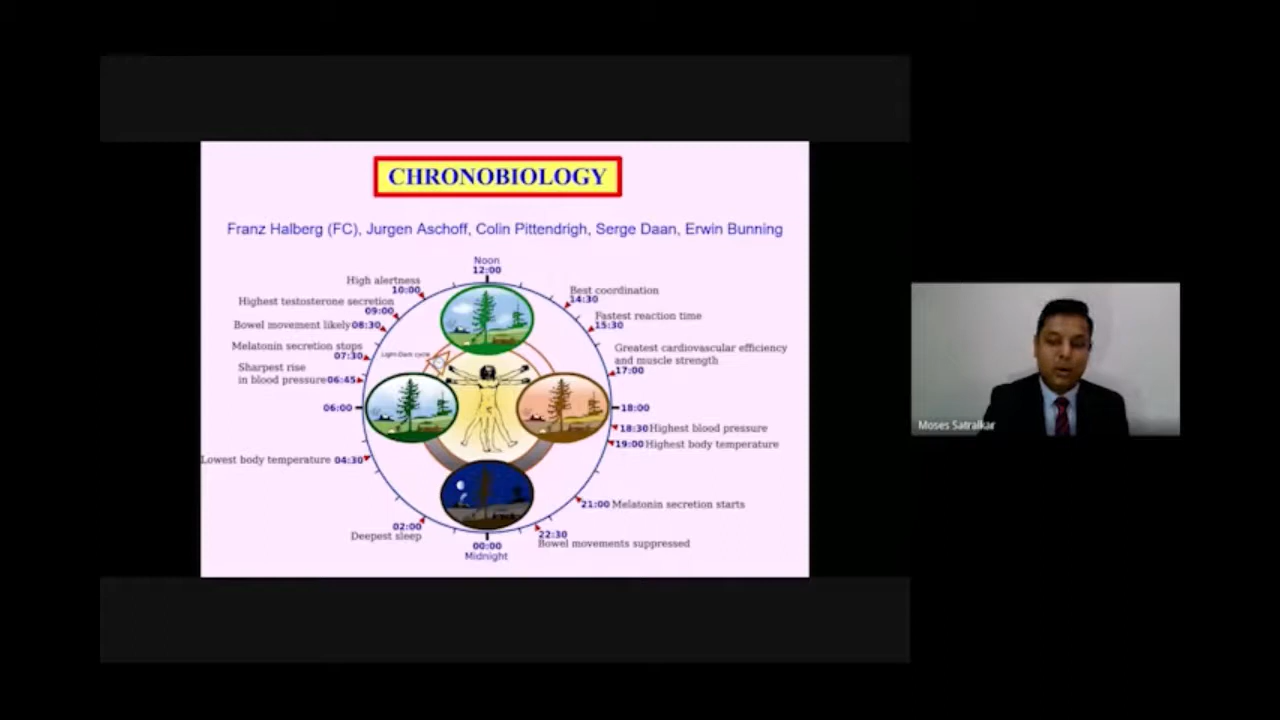 CHRONOBIOLOGY
Franz Halberg (FC), Jurgen Aschoff, Colin Pittendrigh, Serge Daan, Erwin Bunning
Noon
12:00
High alertness
10:00
Highest testosterone secretion
09:00
Bowel movement likely 08:30
Melatonin secretion stops
07:30
Light-Dark cycle
Sharpest rise
in blood pressure 06:45
06:00
Lowest body temperature 04:30
02:00
Deepest sleep
00:00
Midnight
Best coordination
14:30
Fastest reaction time
15:30
Greatest cardiovascular efficiency
and muscle strength
17:00
18:00
18:30 Highest blood pressure
19:00 Highest body temperature
21:00 Melatonin secretion starts
22:30
Bowel movements suppressed
Moses Satralkar